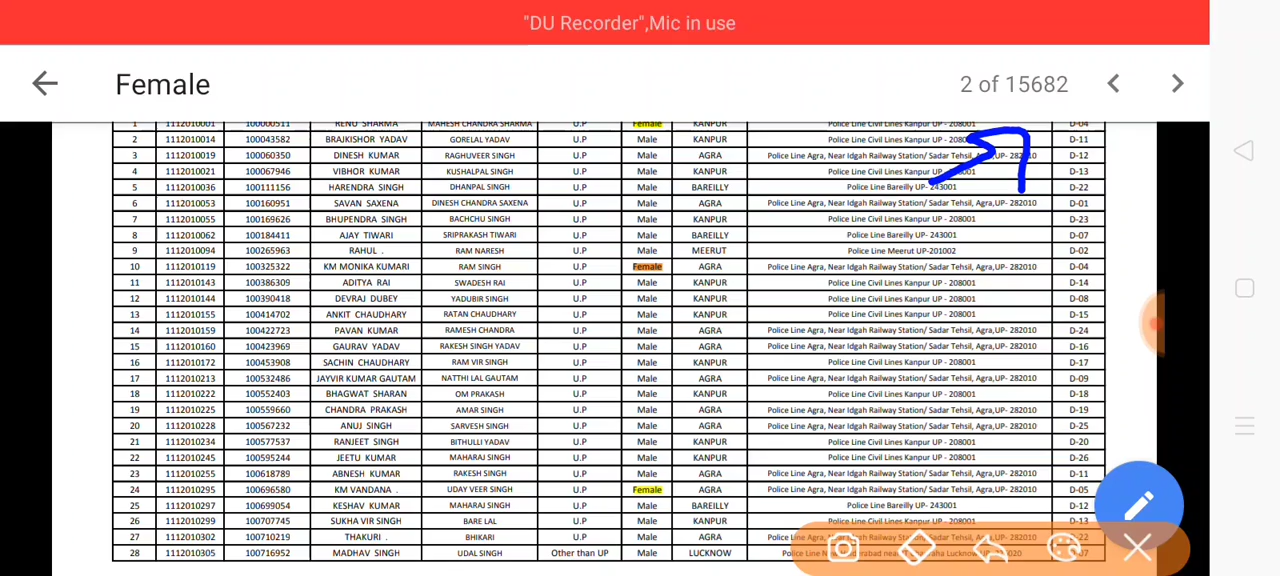 "DU Recorder",Mic in use
Female 2 of 15682
1 1112010001 100000511 RENU SHARMA MAHESH CHANDRA SHARMA U.P Female KANPUR Police Line Civil Lines Kanpur UP - 208001 D-04
2 1112010014 100043582 BRAJKISHOR YADAV GORELAL YADAV U.P Male KANPUR Police Line Civil Lines Kanpur UP - 208001 D-11
3 1112010019 100060350 DINESH KUMAR RAGHUVEER SINGH U.P Male AGRA Police Line Agra, Near Idgah Railway Station/ Sadar Tehsil, Agra,UP- 282010 D-12
4 1112010021 100067946 VIBHOR KUMAR KUSHALPAL SINGH U.P Male KANPUR Police Line Civil Lines Kanpur UP - 208001 D-13
5 1112010036 100111156 HARENDRA SINGH DHANPAL SINGH U.P Male BAREILLY Police Line Bareilly UP- 243001 D-22
6 1112010053 100160951 SAVAN SAXENA DINESH CHANDRA SAXENA U.P Male AGRA Police Line Agra, Near Idgah Railway Station/ Sadar Tehsil, Agra,UP- 282010 D-01
7 1112010055 100169626 BHUPENDRA SINGH BACHCHU SINGH U.P Male KANPUR Police Line Civil Lines Kanpur UP - 208001 D-23
8 1112010062 100184411 AJAY TIWARI SRIPRAKASH TIWARI U.P Male BAREILLY Police Line Bareilly UP- 243001 D-07
9 1112010094 100265963 RAHUL . RAM NARESH U.P Male MEERUT Police Line Meerut UP-201002 D-02
10 1112010119 100325322 KM MONIKA KUMARI RAM SINGH U.P Female AGRA Police Line Agra, Near Idgah Railway Station/ Sadar Tehsil, Agra,UP- 282010 D-04
11 1112010143 100386309 ADITYA RAI SWADESH RAI U.P Male KANPUR Police Line Civil Lines Kanpur UP - 208001 D-14
12 1112010144 100390418 DEVRAJ DUBEY YADUBIR SINGH U.P Male KANPUR Police Line Civil Lines Kanpur UP - 208001 D-08
13 1112010155 100414702 ANKIT CHAUDHARY RATAN CHAUDHARY U.P Male KANPUR Police Line Civil Lines Kanpur UP - 208001 D-15
14 1112010159 100422723 PAVAN KUMAR RAMESH CHANDRA U.P Male AGRA Police Line Agra, Near Idgah Railway Station/ Sadar Tehsil, Agra,UP- 282010 D-24
15 1112010160 100423969 GAURAV YADAV RAKESH SINGH YADAV U.P Male AGRA Police Line Agra, Near Idgah Railway Station/ Sadar Tehsil, Agra,UP- 282010 D-16
16 1112010172 100453908 SACHIN CHAUDHARY RAM VIR SINGH U.P Male KANPUR Police Line Civil Lines Kanpur UP - 208001 D-17
17 1112010213 100532486 JAYVIR KUMAR GAUTAM NATTHI LAL GAUTAM U.P Male AGRA Police Line Agra, Near Idgah Railway Station/ Sadar Tehsil, Agra,UP- 282010 D-09
18 1112010222 100552403 BHAGWAT SHARAN OM PRAKASH U.P Male KANPUR Police Line Civil Lines Kanpur UP - 208001 D-18
19 1112010225 100559660 CHANDRA PRAKASH AMAR SINGH U.P Male AGRA Police Line Agra, Near Idgah Railway Station/ Sadar Tehsil, Agra,UP- 282010 D-19
20 1112010228 100567232 ANUJ SINGH SARVESH SINGH U.P Male AGRA Police Line Agra, Near Idgah Railway Station/ Sadar Tehsil, Agra,UP- 282010 D-25
21 1112010234 100577537 RANJEET SINGH BITHULLI YADAV U.P Male KANPUR Police Line Civil Lines Kanpur UP - 208001 D-20
22 1112010245 100595244 JEETU KUMAR MAHARAJ SINGH U.P Male KANPUR Police Line Civil Lines Kanpur UP - 208001 D-26
23 1112010255 100618789 ABNESH KUMAR RAKESH SINGH U.P Male AGRA Police Line Agra, Near Idgah Railway Station/ Sadar Tehsil, Agra,UP- 282010 D-11
24 1112010295 100696580 KM VANDANA . UDAY VEER SINGH U.P Female AGRA Police Line Agra, Near Idgah Railway Station/ Sadar Tehsil, Agra,UP- 282010 D-05
25 1112010297 100699054 KESHAV KUMAR MAHARAJ SINGH U.P Male BAREILLY Police Line Bareilly UP- 243001 D-12
26 1112010299 100707745 SUKHA VIR SINGH BARE LAL U.P Male KANPUR Police Line Civil Lines Kanpur UP - 208001 D-13
27 1112010302 100710219 THAKURI . BHIKARI U.P Male AGRA Police Line Agra, Near Idgah Railway Station/ Sadar Tehsil, Agra,UP- 282010 D-22
28 1112010305 100716952 MADHAV SINGH UDAL SINGH Other than UP Male LUCKNOW Police Line Lucknow